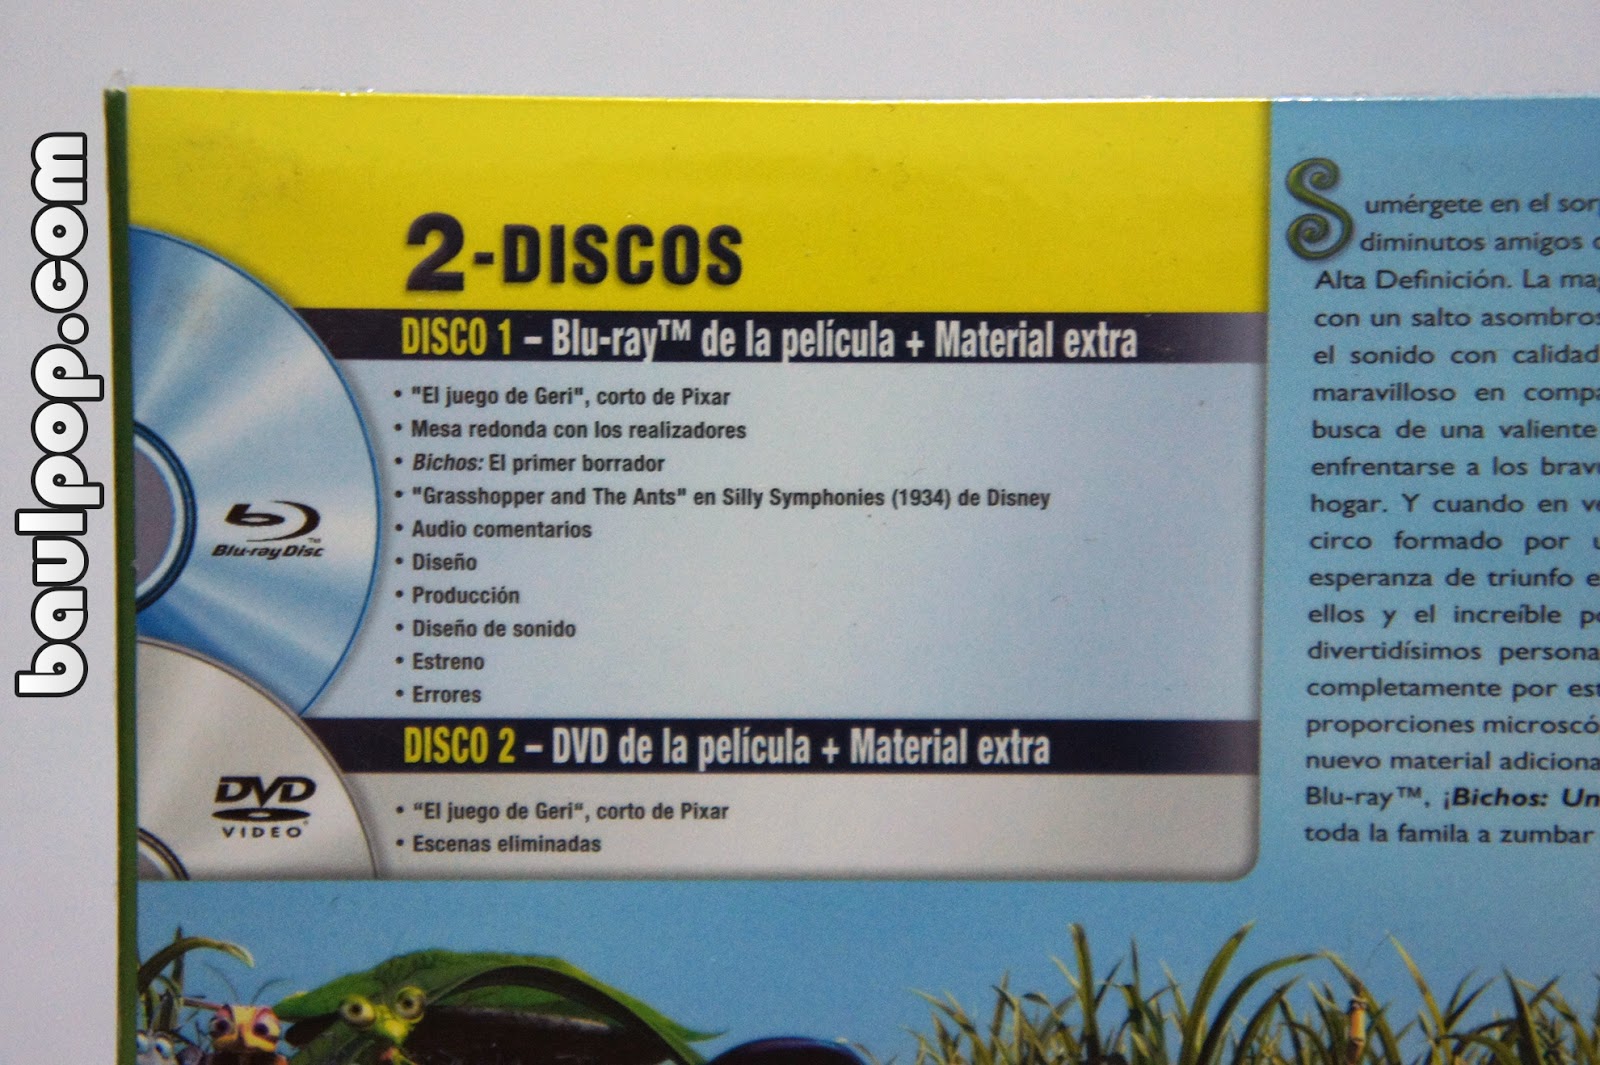 baulpop.com
2-DISCOS
DISCO 1 – Blu-ray™ de la película + Material extra
• "El juego de Geri", corto de Pixar
• Mesa redonda con los realizadores
• Bichos: El primer borrador
• "Grasshopper and The Ants" en Silly Symphonies (1934) de Disney
• Audio comentarios
• Diseño
• Producción
• Diseño de sonido
• Estreno
• Errores
Blu-ray Disc™
DISCO 2 – DVD de la película + Material extra
• "El juego de Geri", corto de Pixar
• Escenas eliminadas
DVD
VIDEO
Sumérgete en el
diminutos amigos
Alta Definición. La
con un salto
el sonido con calidad
maravilloso en
busca de una valiente
enfrentarse a los
hogar. Y cuando en
circo formado por
esperanza de triunfo
ellos y el increíble
divertidísimos
completamente por
proporciones
nuevo material
Blu-ray™, ¡Bichos: Un
toda la famila a zumbar